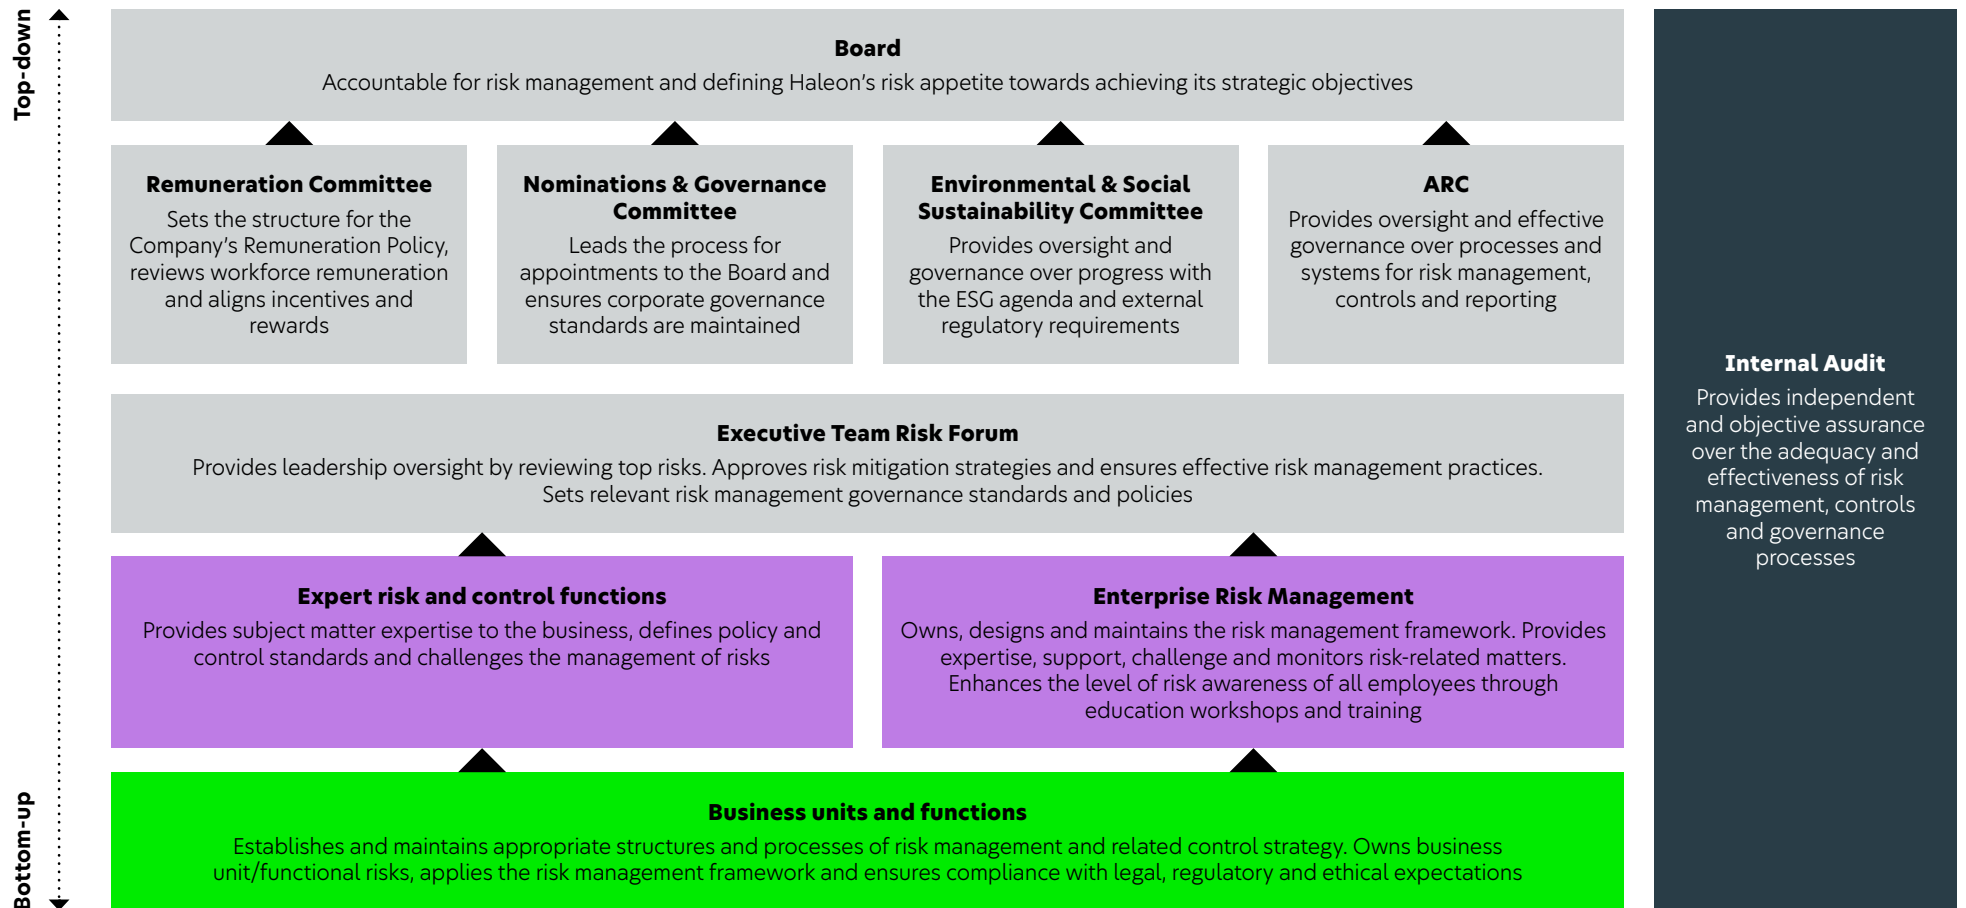 Top-down
Board
Accountable for risk management and defining Haleon's risk appetite towards achieving its strategic objectives
Remuneration Committee
Sets the structure for the
Company's Remuneration Policy,
reviews workforce remuneration
and aligns incentives and
rewards
Nominations & Governance
Committee
Leads the process for
appointments to the Board and
ensures corporate governance
standards are maintained
Environmental & Social
Sustainability Committee
Provides oversight and
governance over progress with
the ESG agenda and external
regulatory requirements
ARC
Provides oversight and effective
governance over processes and
systems for risk management,
controls and reporting
Executive Team Risk Forum
Provides leadership oversight by reviewing top risks. Approves risk mitigation strategies and ensures effective risk management practices.
Sets relevant risk management governance standards and policies
Expert risk and control functions
Provides subject matter expertise to the business, defines policy and
control standards and challenges the management of risks
Enterprise Risk Management
Owns, designs and maintains the risk management framework. Provides
expertise, support, challenge and monitors risk-related matters.
Enhances the level of risk awareness of all employees through
education workshops and training
Bottom-up
Business units and functions
Establishes and maintains appropriate structures and processes of risk management and related control strategy. Owns business
unit/functional risks, applies the risk management framework and ensures compliance with legal, regulatory and ethical expectations
Internal Audit
Provides independent
and objective assurance
over the adequacy and
effectiveness of risk
management, controls
and governance
processes